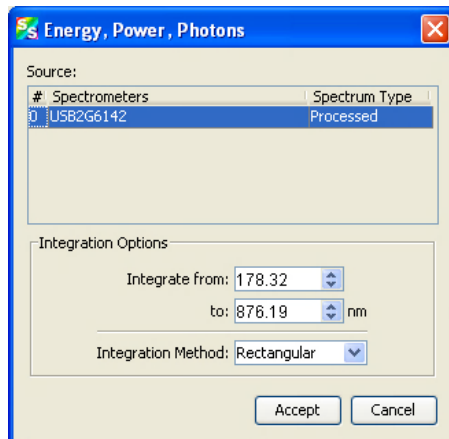 Energy, Power, Photons
Source:
# Spectrometers Spectrum Type
0 USB2G6142 Processed
Integration Options
Integrate from: 178.32
to: 876.19 nm
Integration Method: Rectangular
Accept Cancel